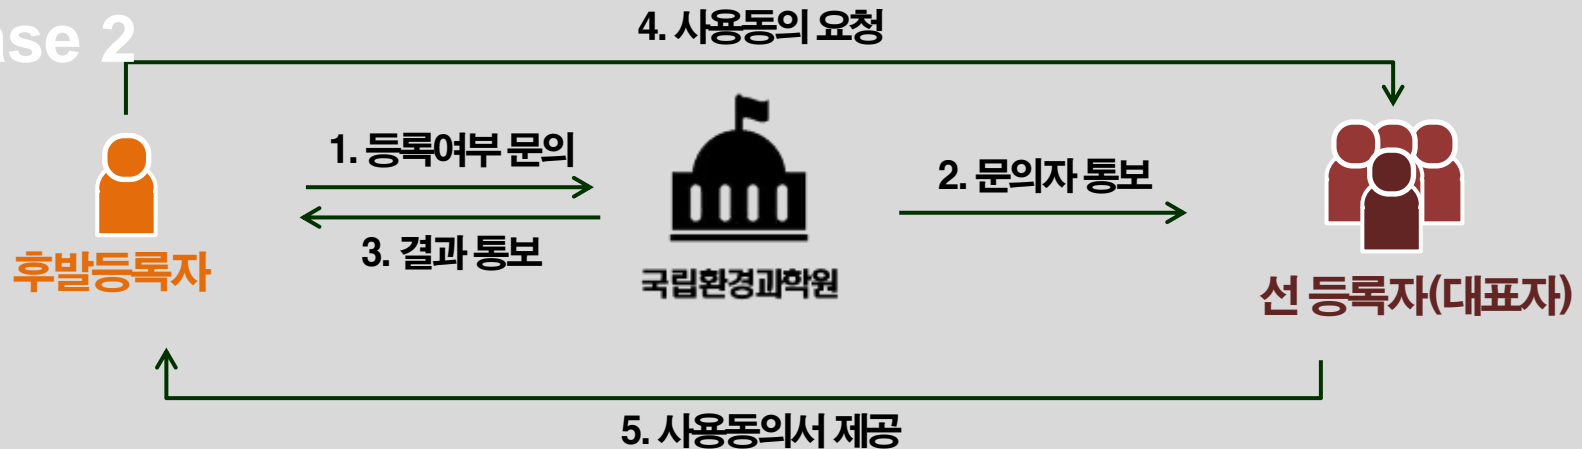 ase 2
4. 사용동의 요청
1. 등록여부 문의
2. 문의자 통보
3. 결과 통보
후발등록자
국립환경과학원
선 등록자(대표자)
5. 사용동의서 제공